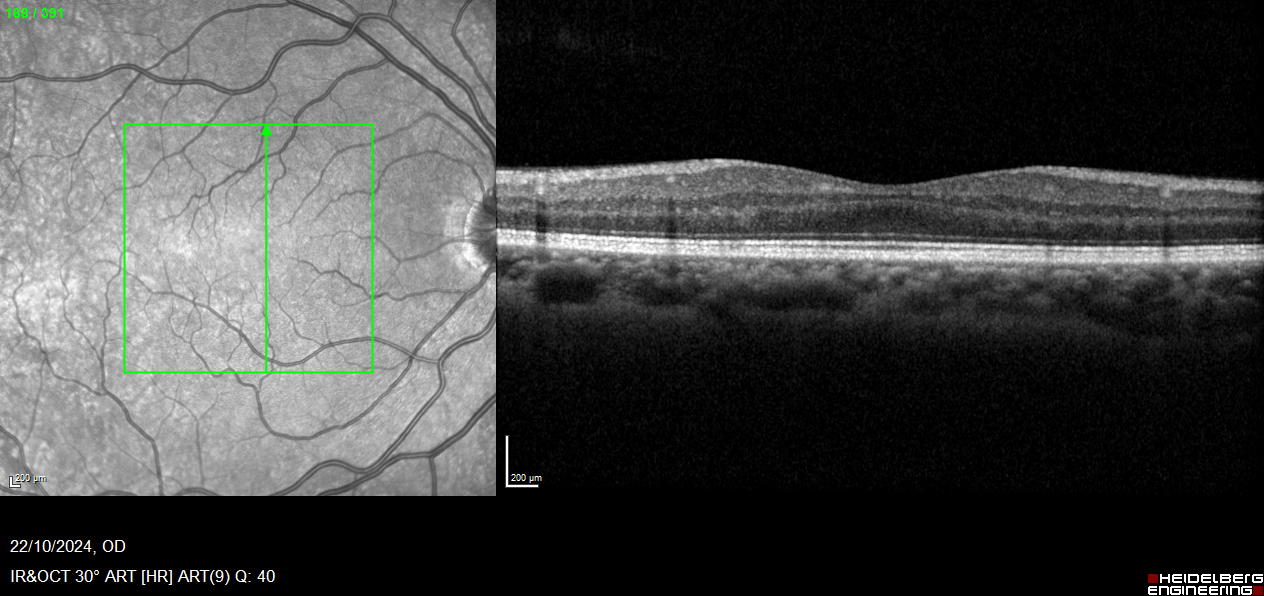 200 µm
200 µm
22/10/2024, OD
IR&OCT 30° ART [HR] ART(9) Q: 40
HEIDELBERG
ENGINEERING